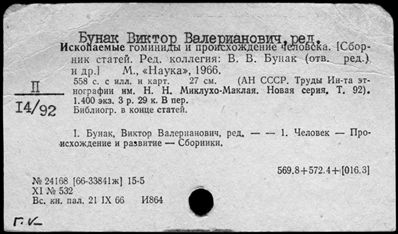 Бунак Виктор Валерианович, ред.
Ископаемые гоминиды и происхождение человека. [Сбор-
ник статей. Ред. коллегия: В. В. Бунак (отв. ред.)
и др.] М., «Наука», 1966.
558 с. с илл. и карт. 27 см. (АН СССР. Труды Ин-та эт-
нографии им. Н. Н. Миклухо-Маклая. Новая серия, Т. 92).
1.400 экз. 3 р. 29 к. В пер.
Библиогр. в конце статей.
II
I4/92
1. Бунак, Виктор Валерианович, ред. — — 1. Человек — Про-
исхождение и развитие — Сборники.
569.8+572.4+[016.3]
№ 24168 [66-33841ж] 15-5
XI № 532
Вс. кн. пал. 21 IX 66 И864